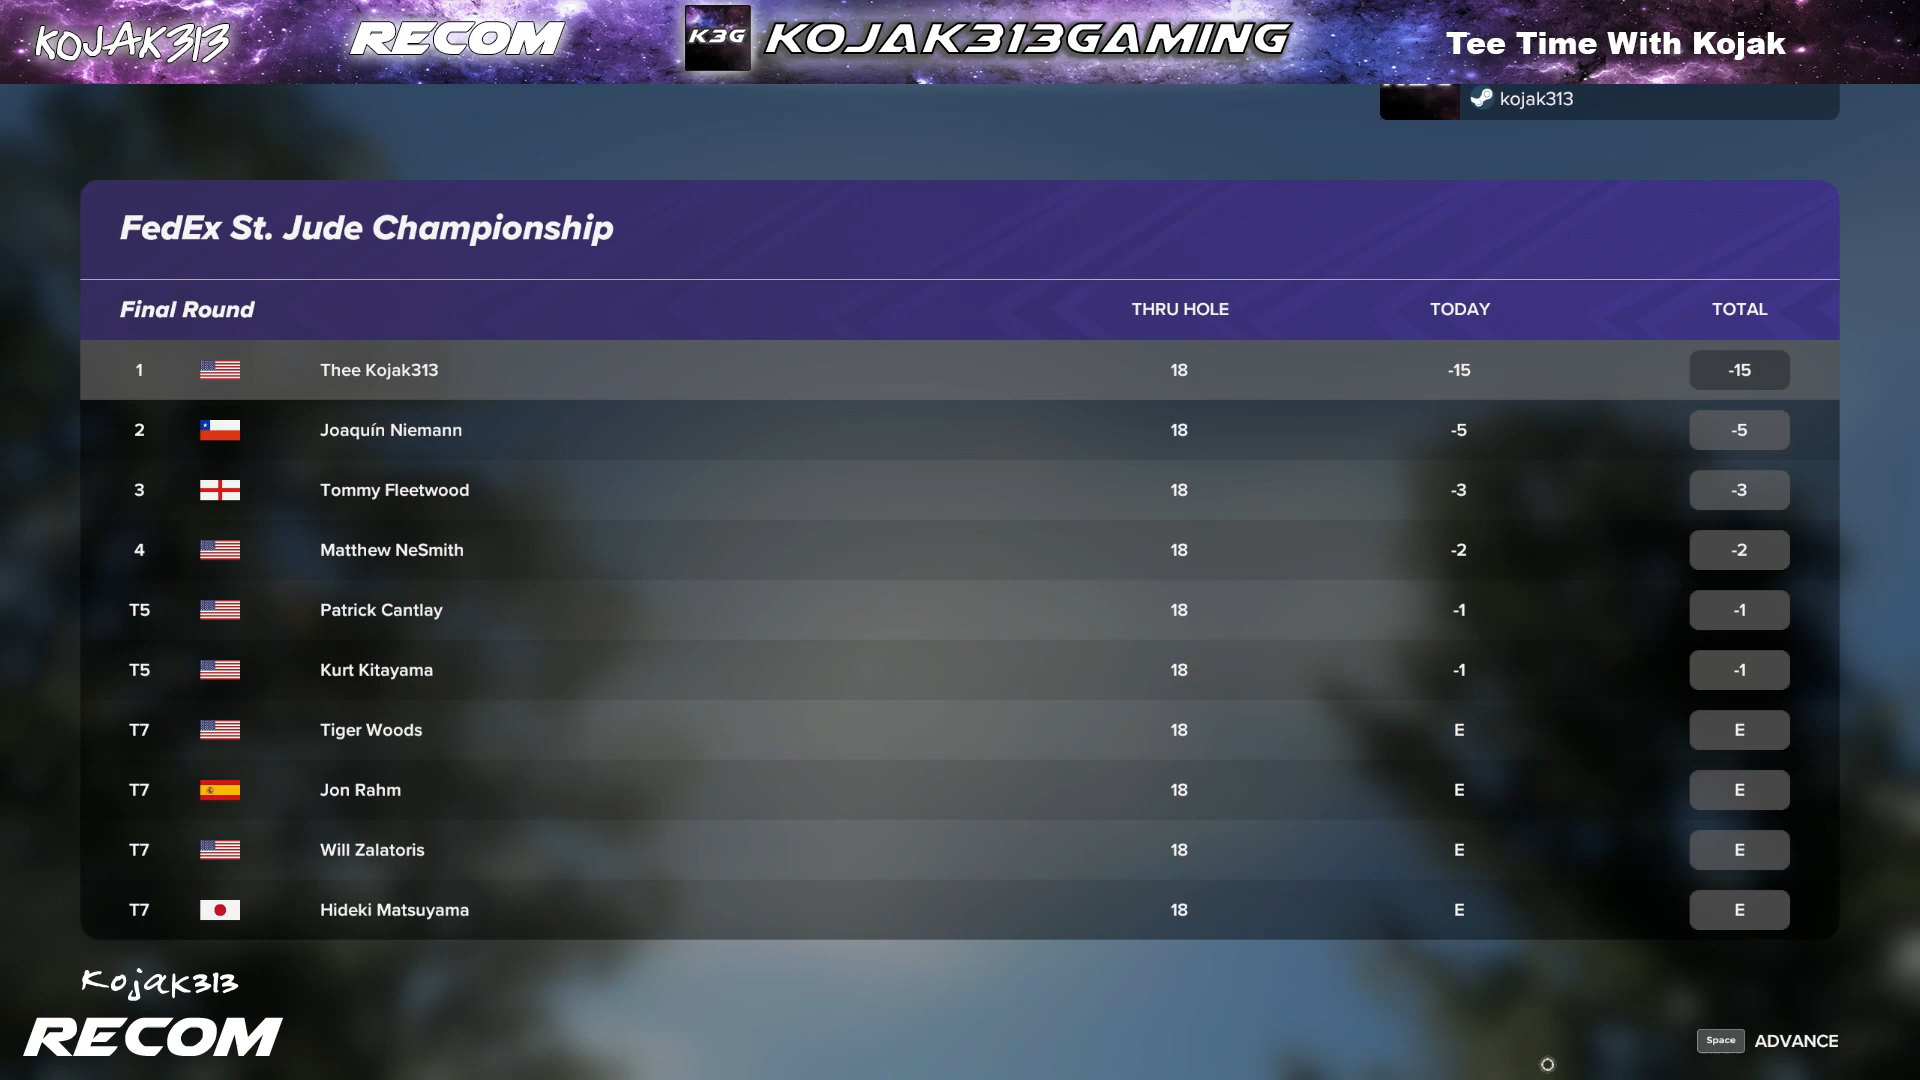 KOJAK313 RECOM K3G KOJAK313GAMING Tee Time With Kojak
kojak313
FedEx St. Jude Championship
Final Round THRU HOLE TODAY TOTAL
1 Thee Kojak313 18 -15 -15
2 Joaquín Niemann 18 -5 -5
3 Tommy Fleetwood 18 -3 -3
4 Matthew NeSmith 18 -2 -2
T5 Patrick Cantlay 18 -1 -1
T5 Kurt Kitayama 18 -1 -1
T7 Tiger Woods 18 E E
T7 Jon Rahm 18 E E
T7 Will Zalatoris 18 E E
T7 Hideki Matsuyama 18 E E
Kojak313
RECOM
Space ADVANCE